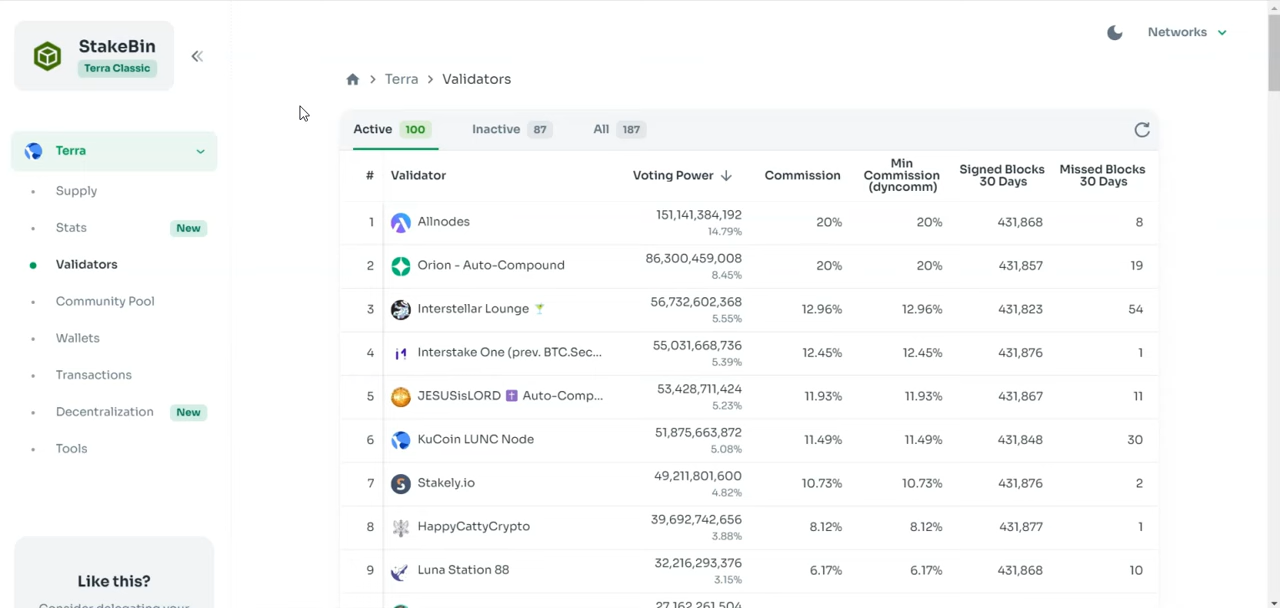 StakeBin
Terra Classic
Networks
Terra > Validators
Terra
Supply
Stats New
Validators
Community Pool
Wallets
Transactions
Decentralization New
Tools
Like this?
Active 100 Inactive 87 All 187
# Validator Voting Power ↓ Commission Min Commission (dyncomm) Signed Blocks 30 Days Missed Blocks 30 Days
1 Allnodes 151,141,384,192 14.79% 20% 20% 431,868 8
2 Orion - Auto-Compound 86,300,459,008 8.45% 20% 20% 431,857 19
3 Interstellar Lounge 🍸 56,732,602,368 5.55% 12.96% 12.96% 431,823 54
4 Interstake One (prev. BTC.Sec... 55,031,668,736 5.39% 12.45% 12.45% 431,876 1
5 JESUSisLORD ✝️ Auto-Comp... 53,428,711,424 5.23% 11.93% 11.93% 431,867 11
6 KuCoin LUNC Node 51,875,663,872 5.08% 11.49% 11.49% 431,848 30
7 Stakely.io 49,211,801,600 4.82% 10.73% 10.73% 431,876 2
8 HappyCattyCrypto 39,692,742,656 3.88% 8.12% 8.12% 431,877 1
9 Luna Station 88 32,216,293,376 3.15% 6.17% 6.17% 431,868 10